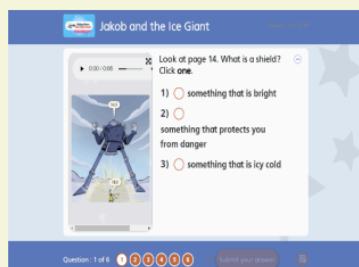 Jakob and the Ice Giant
0:00 / 0:06
Look at page 14. What is a shield?
Click one.
1) something that is bright
2)
something that protects you
from danger
3) something that is icy cold
Question : 1 of 6 1 2 3 4 5 6 Submit your answer